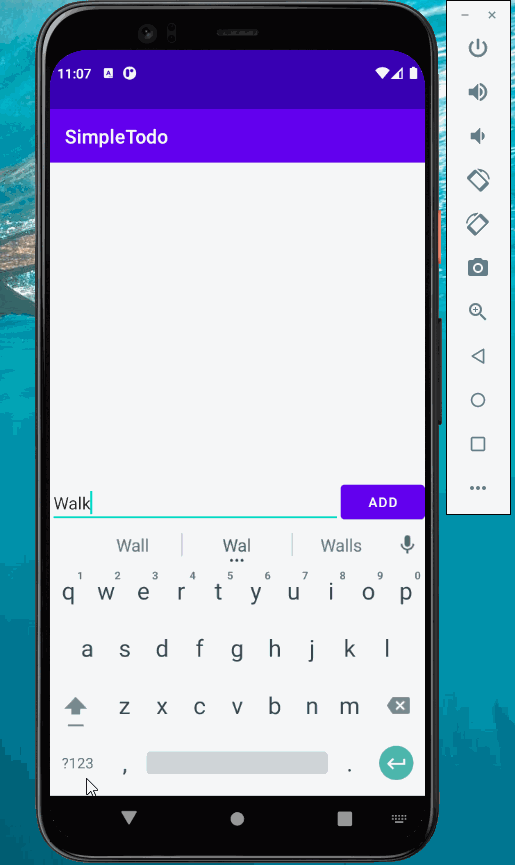 11:07 A
SimpleTodo
Walk ADD
Wall Wal Walls
1 2 3 4 5 6 7 8 9 0
q w e r t y u i o p
a s d f g h j k l
z x c v b n m
?123 , .